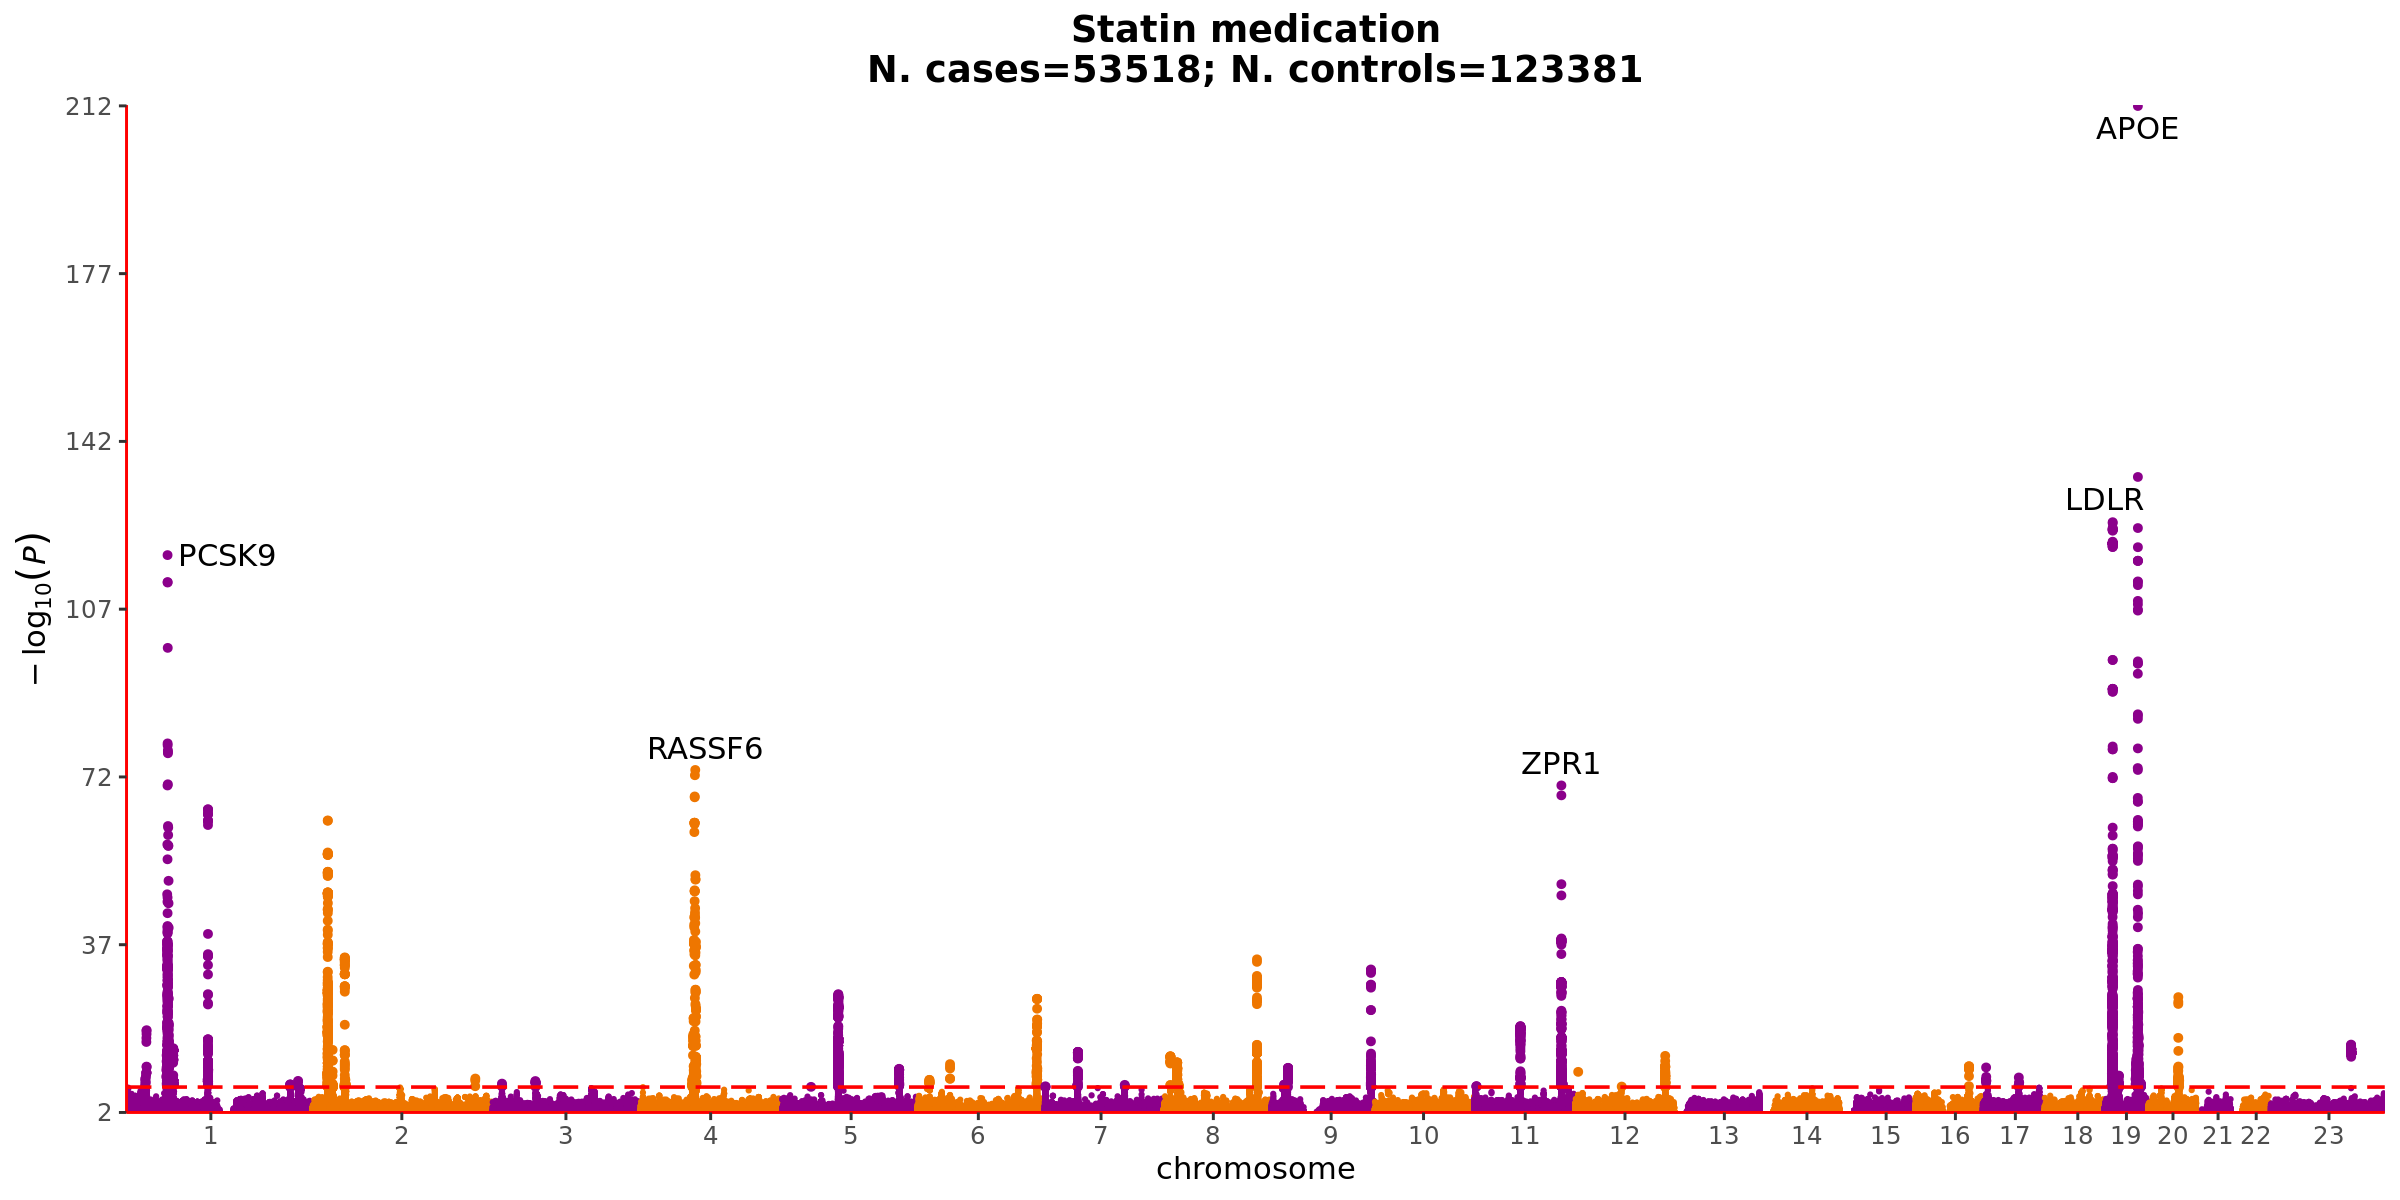 Statin medication
N. cases=53518; N. controls=123381
212
177
142
107
72
37
2
−log10(P)
APOE
LDLR
PCSK9
RASSF6
ZPR1
1 2 3 4 5 6 7 8 9 10 11 12 13 14 15 16 17 18 19 20 21 22 23
chromosome